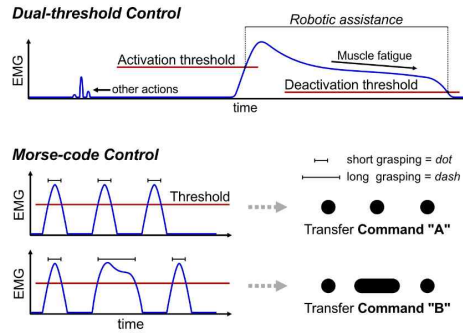 Dual-threshold Control
Robotic assistance
Activation threshold
Muscle fatigue
other actions
Deactivation threshold
EMG
time
Morse-code Control
short grasping = dot
long grasping = dash
Threshold
EMG
Transfer Command "A"
EMG
time
Transfer Command "B"